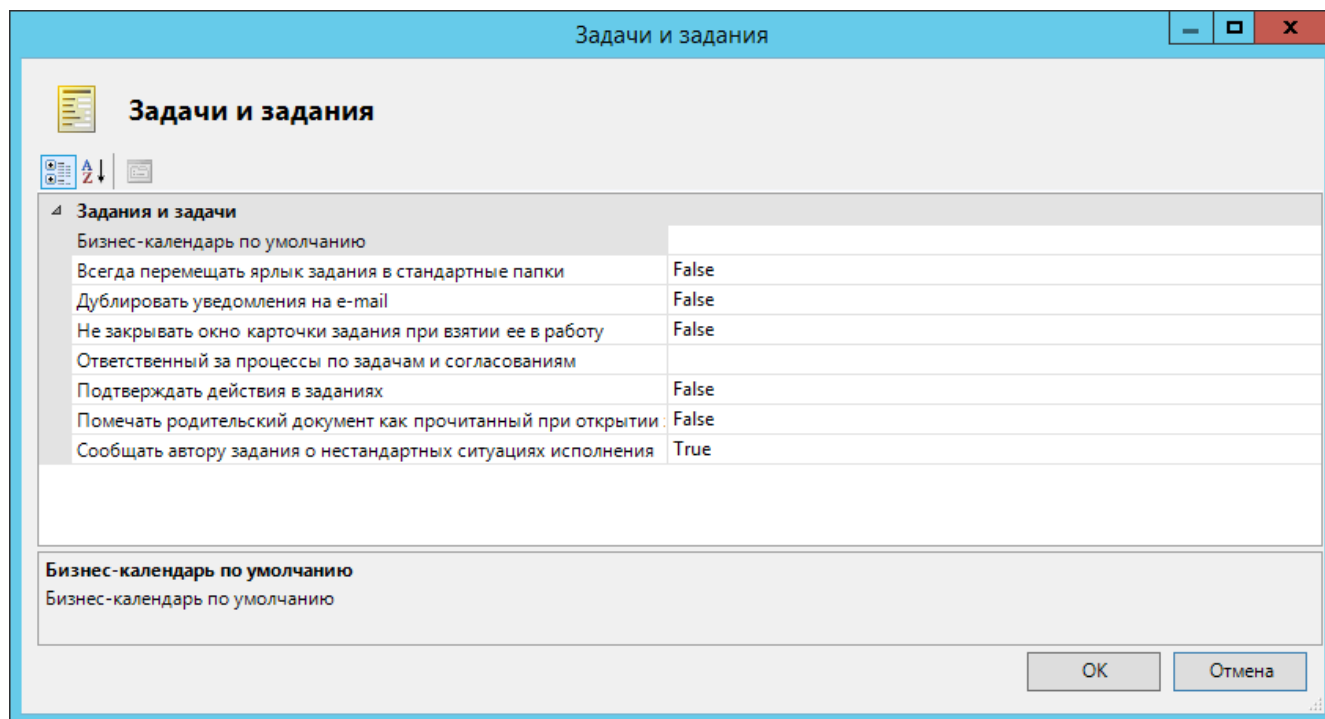 Задачи и задания
Задачи и задания
Задания и задачи
Бизнес-календарь по умолчанию
Всегда перемещать ярлык задания в стандартные папки False
Дублировать уведомления на e-mail False
Не закрывать окно карточки задания при взятии ее в работу False
Ответственный за процессы по задачам и согласованиям
Подтверждать действия в заданиях False
Помечать родительский документ как прочитанный при открытии False
Сообщать автору задания о нестандартных ситуациях исполнения True
Бизнес-календарь по умолчанию
Бизнес-календарь по умолчанию
OK Отмена